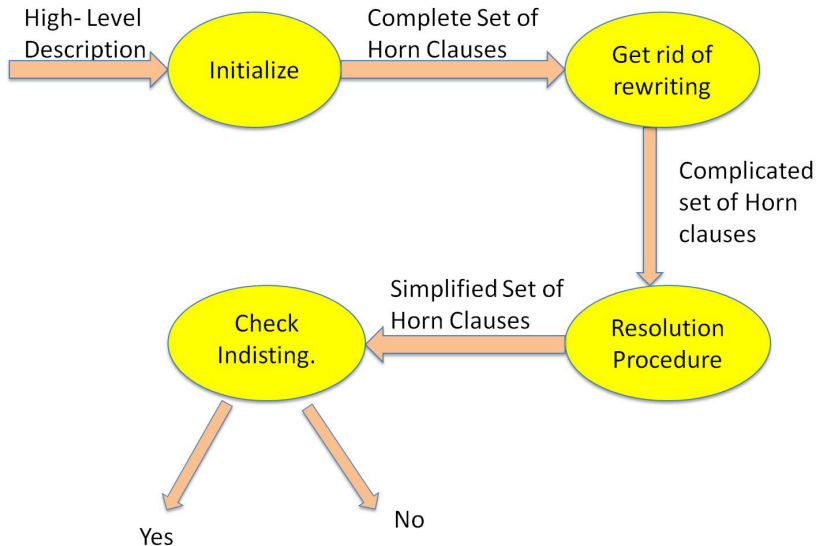 High- Level
Description
Initialize
Complete Set of
Horn Clauses
Get rid of
rewriting
Complicated
set of Horn
clauses
Resolution
Procedure
Simplified Set of
Horn Clauses
Check
Indisting.
Yes
No